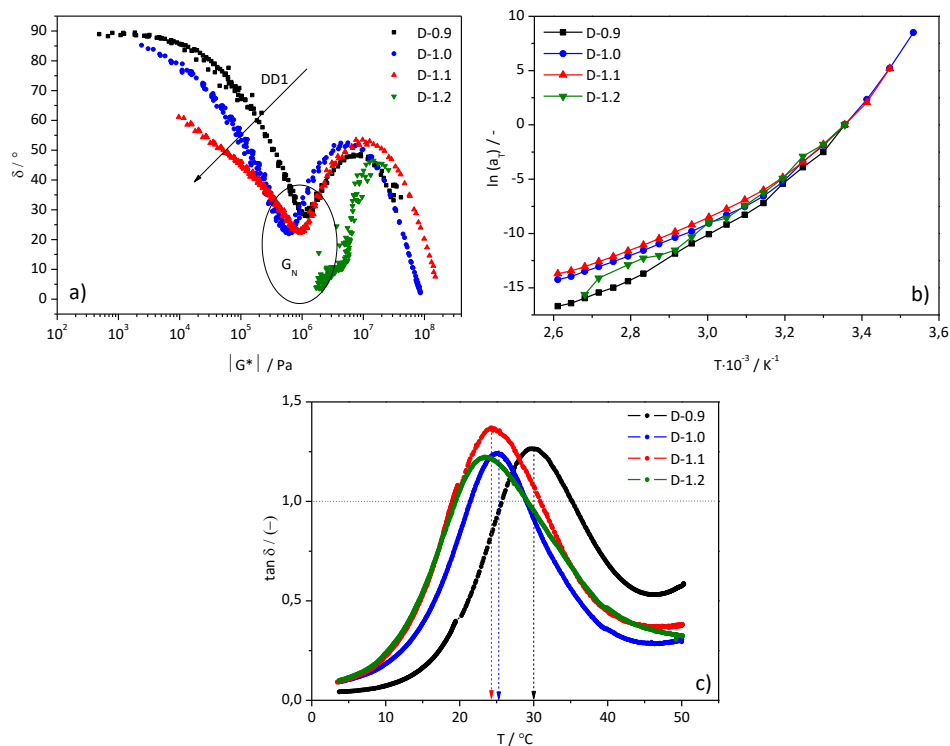 90
80
70
60
50
40
30
20
10
0
δ / °
D-0.9
D-1.0
D-1.1
D-1.2
DD1
G_N
a)
10^2
10^3
10^4
10^5
10^6
10^7
10^8
|G*| / Pa
10
5
0
-5
-10
-15
ln (a_T) / -
D-0.9
D-1.0
D-1.1
D-1.2
b)
2,6
2,8
3,0
3,2
3,4
3,6
T·10^-3 / K^-1
1,5
1,0
0,5
0,0
tan δ / (−)
D-0.9
D-1.0
D-1.1
D-1.2
c)
0
10
20
30
40
50
T / °C